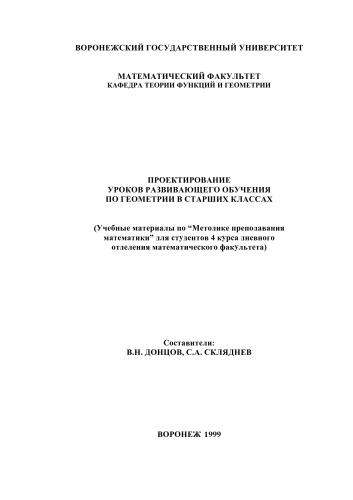 ВОРОНЕЖСКИЙ ГОСУДАРСТВЕННЫЙ УНИВЕРСИТЕТ
МАТЕМАТИЧЕСКИЙ ФАКУЛЬТЕТ
КАФЕДРА ТЕОРИИ ФУНКЦИЙ И ГЕОМЕТРИИ
ПРОЕКТИРОВАНИЕ
УРОКОВ РАЗВИВАЮЩЕГО ОБУЧЕНИЯ
ПО ГЕОМЕТРИИ В СТАРШИХ КЛАССАХ
(Учебные материалы по “Методике преподавания
математики” для студентов 4 курса дневного
отделения математического факультета)
Составители:
В.Н. ДОНЦОВ, С.А. СКЛЯДНЕВ
ВОРОНЕЖ 1999